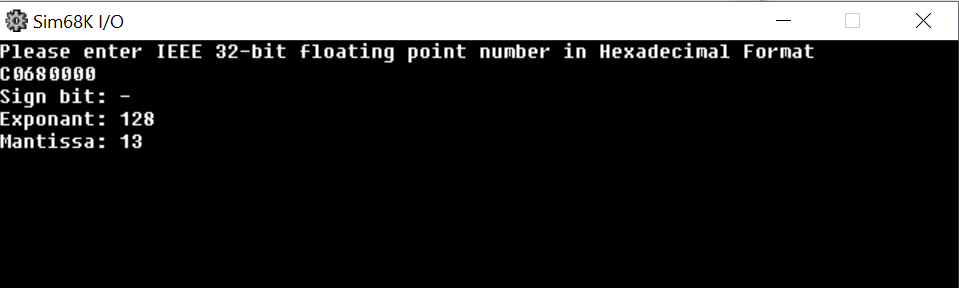 Sim68K I/O
Please enter IEEE 32-bit floating point number in Hexadecimal Format
C0680000
Sign bit: -
Exponant: 128
Mantissa: 13